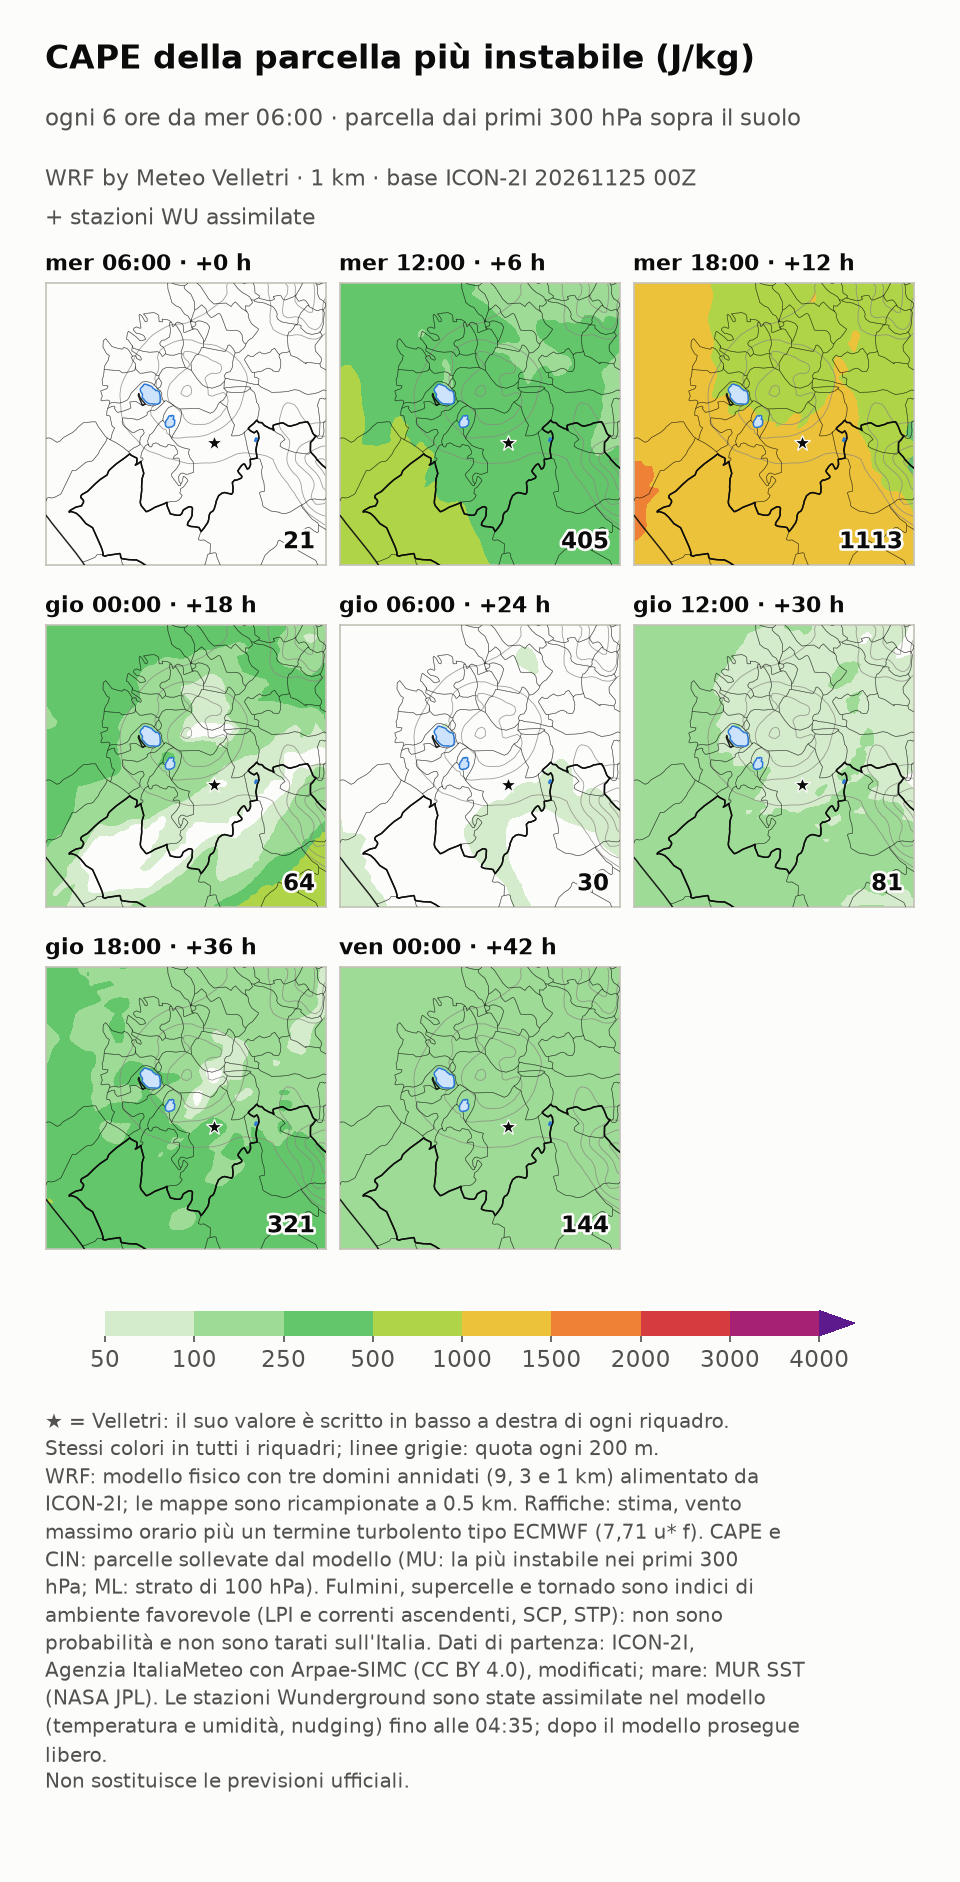 CAPE della parcella più instabile (J/kg)
ogni 6 ore da mer 06:00 · parcella dai primi 300 hPa sopra il suolo
WRF by Meteo Velletri · 1 km · base ICON-2I 20261125 00Z
+ stazioni WU assimilate
mer 06:00 · +0 h
mer 12:00 · +6 h
mer 18:00 · +12 h
21
405
1113
gio 00:00 · +18 h
gio 06:00 · +24 h
gio 12:00 · +30 h
64
30
81
gio 18:00 · +36 h
ven 00:00 · +42 h
321
144
50 100 250 500 1000 1500 2000 3000 4000
★ = Velletri: il suo valore è scritto in basso a destra di ogni riquadro.
Stessi colori in tutti i riquadri; linee grigie: quota ogni 200 m.
WRF: modello fisico con tre domini annidati (9, 3 e 1 km) alimentato da
ICON-2I; le mappe sono ricampionate a 0.5 km. Raffiche: stima, vento
massimo orario più un termine turbolento tipo ECMWF (7,71 u* f). CAPE e
CIN: parcelle sollevate dal modello (MU: la più instabile nei primi 300
hPa; ML: strato di 100 hPa). Fulmini, supercelle e tornado sono indici di
ambiente favorevole (LPI e correnti ascendenti, SCP, STP): non sono
probabilità e non sono tarati sull'Italia. Dati di partenza: ICON-2I,
Agenzia ItaliaMeteo con Arpae-SIMC (CC BY 4.0), modificati; mare: MUR SST
(NASA JPL). Le stazioni Wunderground sono state assimilate nel modello
(temperatura e umidità, nudging) fino alle 04:35; dopo il modello prosegue
libero.
Non sostituisce le previsioni ufficiali.